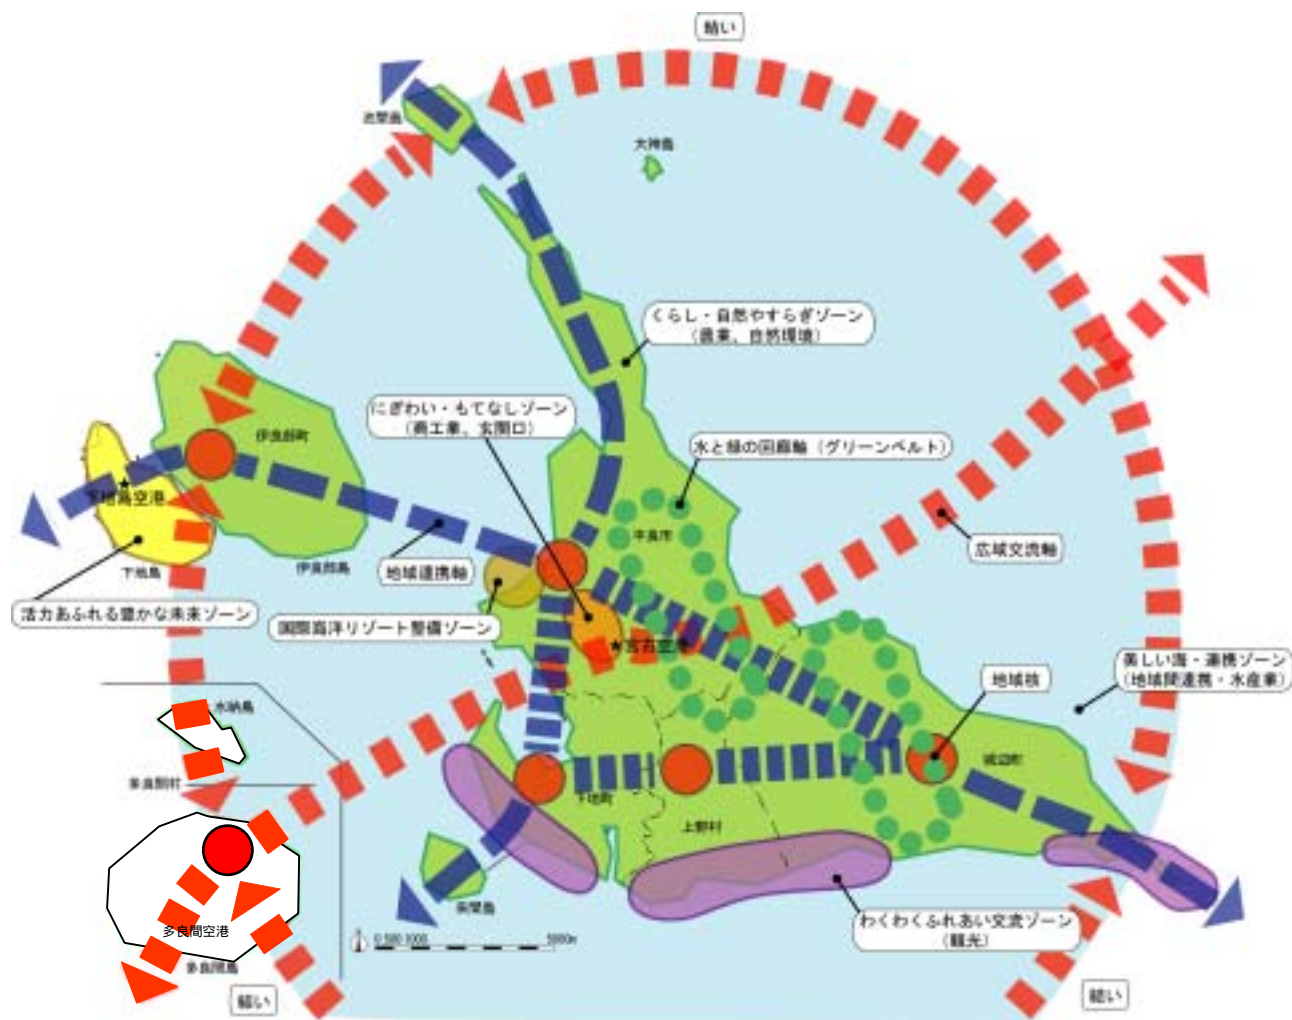 結い
池間島
大神島
くらし・自然やすらぎゾーン
（農業、自然環境）
にぎわい・もてなしゾーン
（商工業、玄関口）
伊良部町
水と緑の回廊軸（グリーンベルト）
★
下地島空港
平良市
広域交流軸
下地島
伊良部島
地域連携軸
活力あふれる豊かな未来ゾーン
国際海洋リゾート整備ゾーン
★宮古空港
美しい海・連携ゾーン
（地域間連携・水産業）
地域核
水納島
城辺町
多良間村
下地町
上野村
来間島
わくわくふれあい交流ゾーン
（観光）
多良間空港
0 500 1000 5000m
多良間島
結い
結い